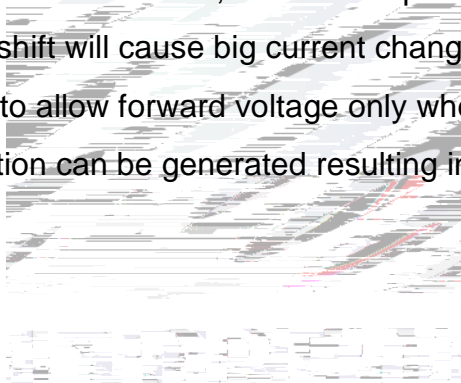 shift will cause big current chang
to allow forward voltage only wh
tion can be generated resulting i